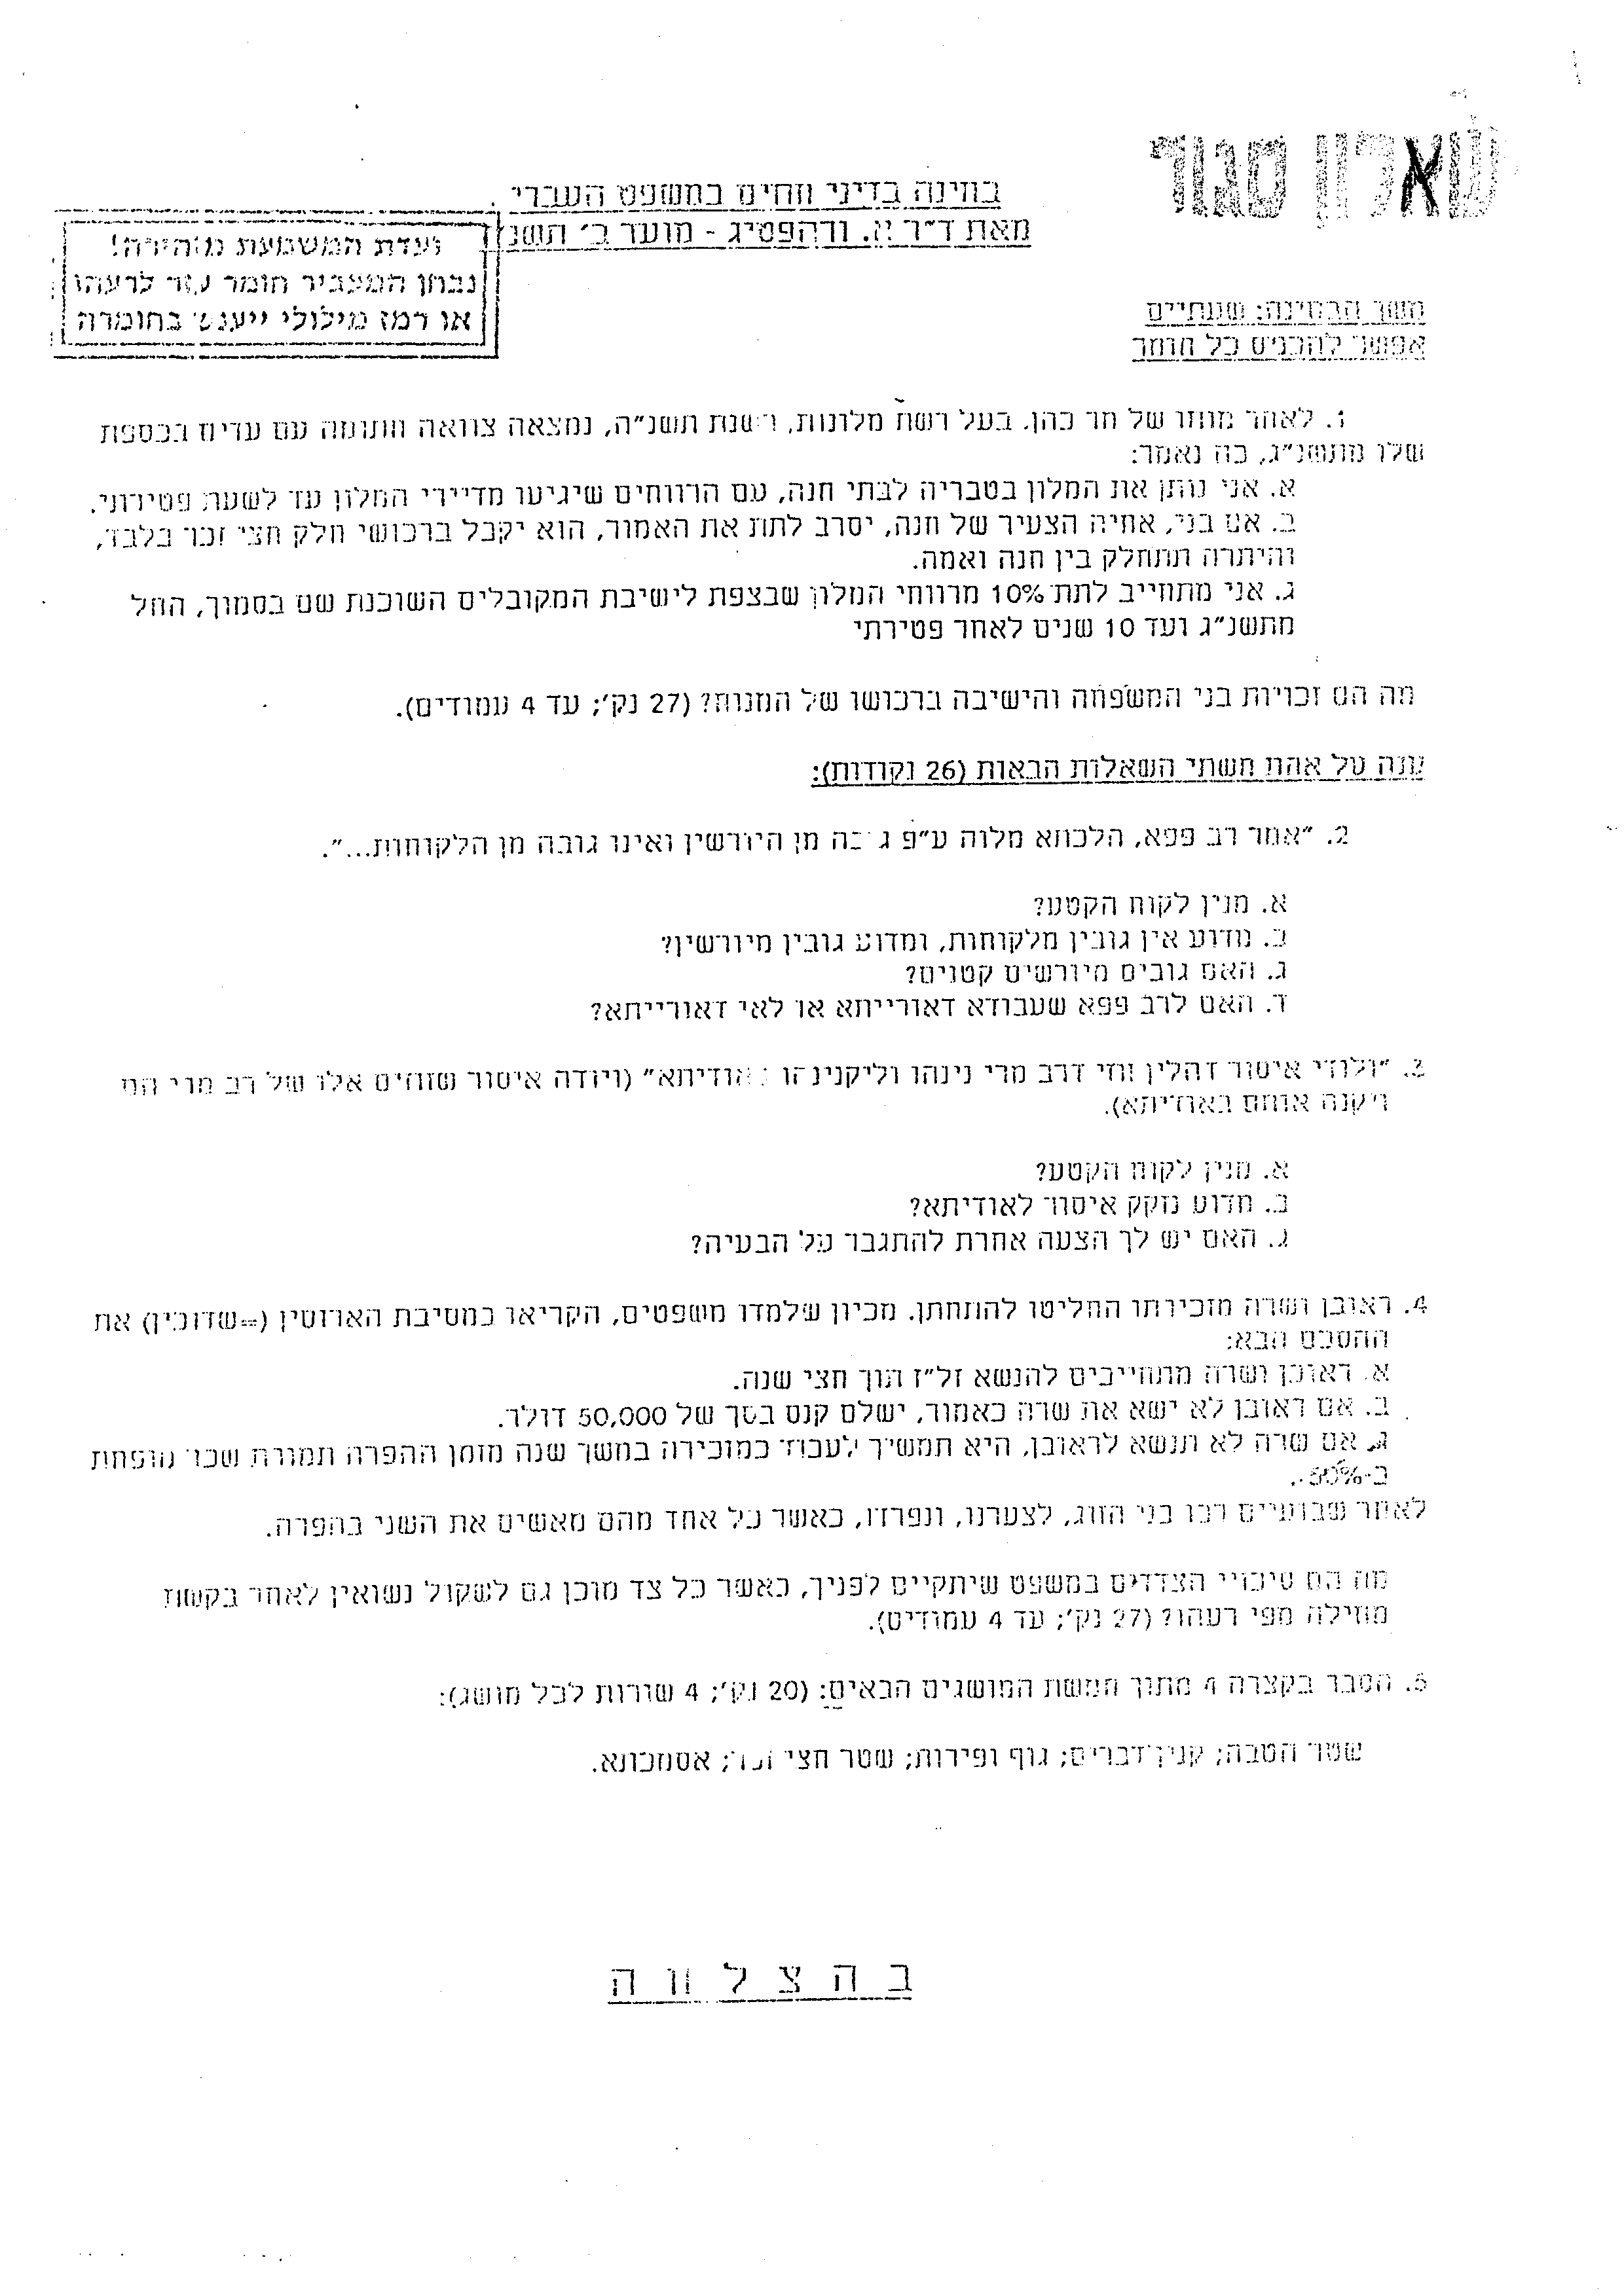 שאלון סגור
בחינה בדיני חוזים במשפט העברי
מאת ד"ר א. ורהפטיג - מועד ב' תשנ"ד
ועדת המשמעת מזהירה!
נבחן המעביר חומר עזר לרעהו
או רמז מילולי ייענש בחומרה
משך הבחינה: שעתיים
אפשר להכניס כל חומר
1. לאחר מותו של מר כהן, בעל רשת מלונות, בשנת תשנ"ה, נמצאה צוואה חתומה עם עדים בכספת
שלו מתשנ"ג, בה נאמר:
א. אני נותן את המלון בטבריה לבתי חנה, עם הרווחים שיגיעו מדיירי המלון עד לשעת פטירתי.
ב. אם בני, אחיה הצעיר של חנה, יסרב לתת את האמור, הוא יקבל ברכושי חלק חצי זכר בלבד,
והיתרה תתחלק בין חנה ואמה.
ג. אני מתחייב לתת 10% מרווחי המלון שבצפת לישיבת המקובלים השוכנת שם בסמוך, החל
מתשנ"ג ועד 10 שנים לאחר פטירתי
מה הם זכויות בני המשפחה והישיבה ברכושו של המנוח? (27 נק'; עד 4 עמודים).
ענה על אחת משתי השאלות הבאות (26 נקודות):
2. "אמר רב פפא, הלכתא מלוה ע"פ גובה מן היורשין ואינו גובה מן הלקוחות...".
א. מנין לקוח הקטע?
ב. מדוע אין גובין מלקוחות, ומדוע גובין מיורשין?
ג. האם גובים מיורשים קטנים?
ד. האם לרב פפא שעבודא דאורייתא או לאו דאורייתא?
3. "ולודי איסור דהלין זוזי דרב מרי נינהו וליקנינהו באודיתא" (ויודה איסור שזוזים אלו של רב מרי הם
ויקנה אותם באודיתא).
א. מנין לקוח הקטע?
ב. מדוע נזקק איסור לאודיתא?
ג. האם יש לך הצעה אחרת להתגבר על הבעיה?
4. ראובן ושרה מזכירתו החליטו להתחתן. מכיון שלמדו משפטים, הקריאו במסיבת הארוסין (=שדוכין) את
ההסכם הבא:
א. ראובן ושרה מתחייבים להנשא זל"ז תוך חצי שנה.
ב. אם ראובן לא ישא את שרה כאמור, ישלם קנס בסך של 50,000 דולר.
ג. אם שרה לא תנשא לראובן, היא תמשיך לעבוד כמזכירה במשך שנה מזמן ההפרה תמורת שכר מופחת
ב-50%.
לאחר שבועיים רבו בני הזוג, לצערנו, ונפרדו, כאשר כל אחד מהם מאשים את השני בהפרה.
מה הם סיכויי הצדדים במשפט שיתקיים לפניך, כאשר כל צד מוכן גם לשקול נשואין לאחר בקשת
מחילה מפי רעהו? (27 נק'; עד 4 עמודים).
5. הסבר בקצרה 4 מתוך חמשת המושגים הבאים: (20 נק'; 4 שורות לכל מושג):
שטר הטבה; קנין דברים; גוף ופירות; שטר חצי זכר; אסמכתא.
ב ה צ ל ח ה